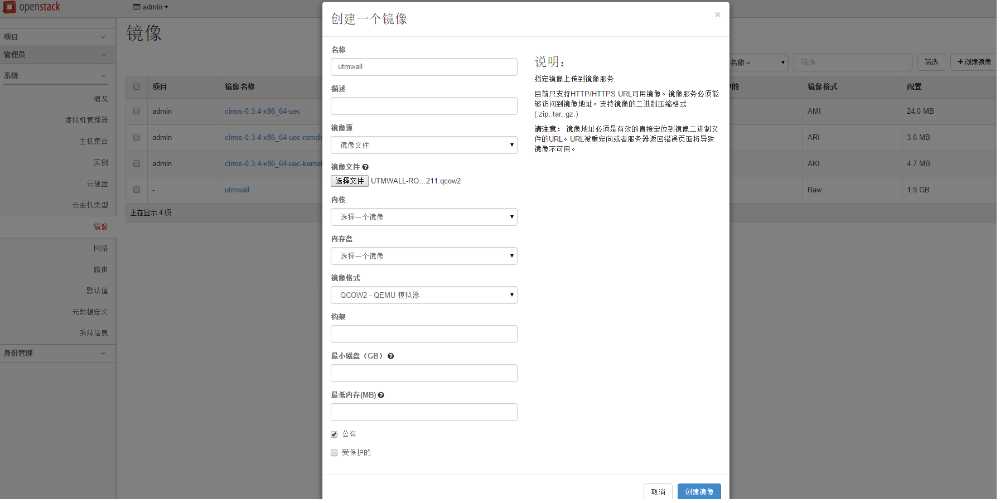 openstack
admin
项目
管理员
系统
概况
虚拟机管理器
主机集合
实例
云硬盘
云主机类型
镜像
网络
路由
默认值
元数据定义
系统信息
身份管理
镜像
名称 =
筛选
筛选
创建镜像
项目 镜像名称 镜像格式 配置
admin cirros-0.3.4-x86_64-uec AMI 24.0 MB
admin cirros-0.3.4-x86_64-uec-ramdis ARI 3.6 MB
admin cirros-0.3.4-x86_64-uec-kernel AKI 4.7 MB
- utmwall Raw 1.9 GB
正在显示 4 项
创建一个镜像
×
名称
utmwall
描述
镜像源
镜像文件
镜像文件
选择文件 UTMWALL-RO...211.qcow2
内核
选择一个镜像
内存盘
选择一个镜像
镜像格式
QCOW2 - QEMU 模拟器
构架
最小磁盘（GB）
最低内存(MB)
公有
受保护的
说明：
指定镜像上传到镜像服务
目前只支持HTTP/HTTPS URL可用镜像。镜像服务必须能
够访问到镜像地址。支持镜像的二进制压缩格式
(.zip,.tar,.gz.)
请注意： 镜像地址必须是有效的直接定位到镜像二进制文
件的URL。URL被重定向或者服务器返回错误页面将导致
镜像不可用。
取消
创建镜像